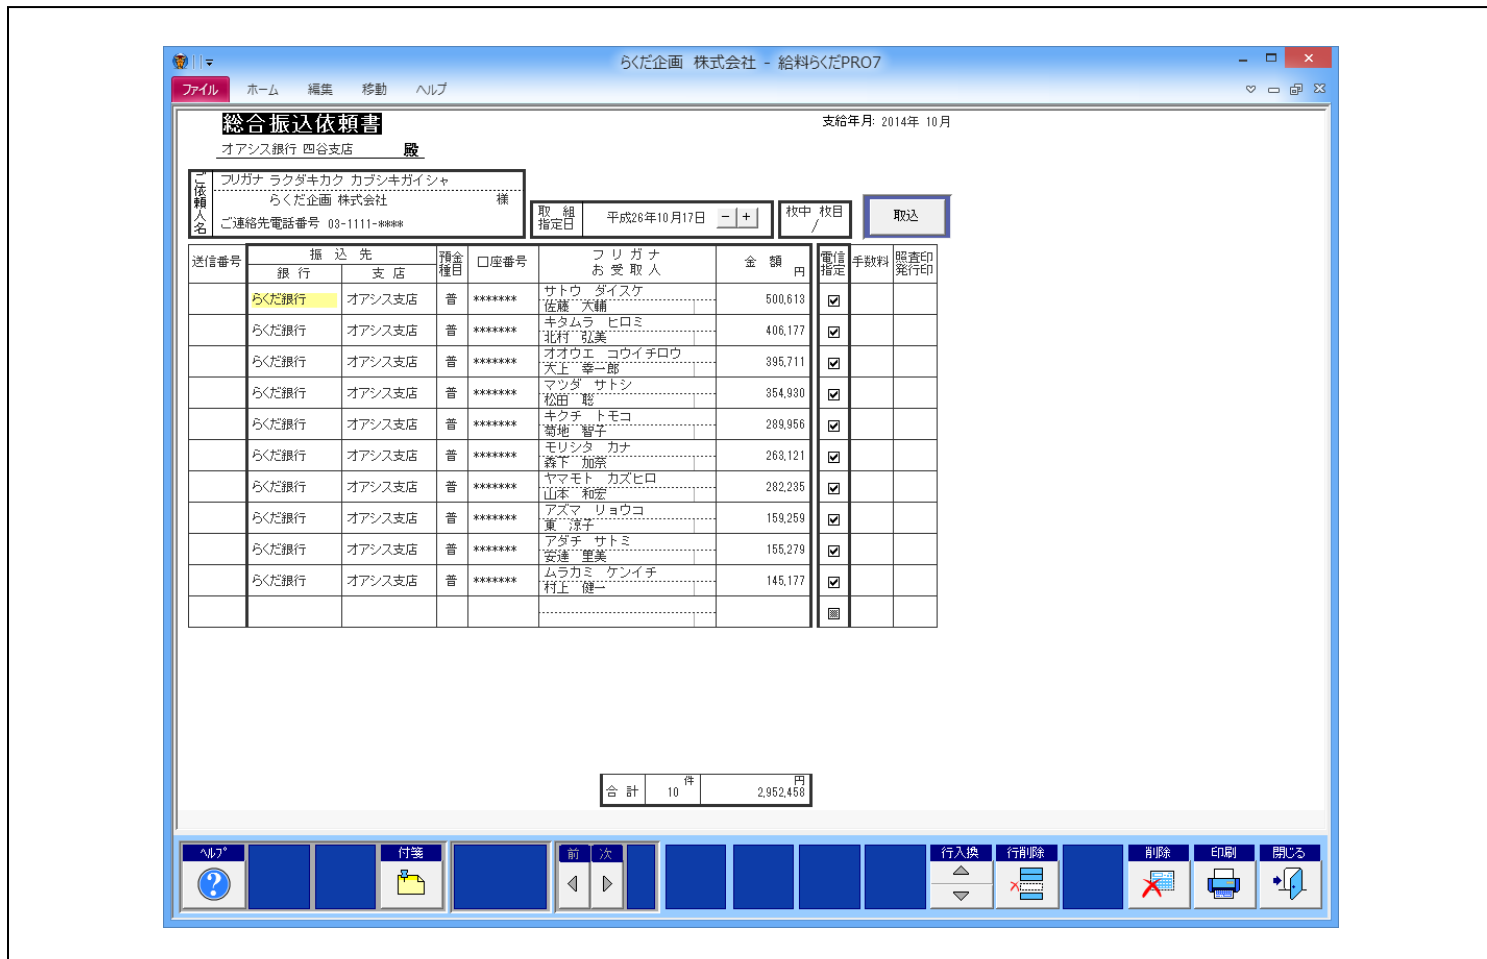 らくだ企画 株式会社 - 給料らくだPRO7
ファイル ホーム 編集 移動 ヘルプ
総合振込依頼書
支給年月: 2014年 10月
オアシス銀行 四谷支店 殿
ご依頼人名
フリガナ ラクダキカク カブシキガイシャ
らくだ企画 株式会社 様
ご連絡先電話番号 03-1111-****
取組指定日 平成26年10月17日 - +
枚中 枚目
/
取込
送信番号 振込先 預金種目 口座番号 フリガナ 金額 電信指定 手数料 照査印
銀行 支店 お受取人 円 発行印
サトウ ダイスケ
らくだ銀行 オアシス支店 普 ******* 500,613
佐藤 大輔
キタムラ ヒロミ
らくだ銀行 オアシス支店 普 ******* 406,177
北村 弘美
オオウエ コウイチロウ
らくだ銀行 オアシス支店 普 ******* 395,711
大上 幸一郎
マツダ サトシ
らくだ銀行 オアシス支店 普 ******* 354,930
松田 聡
キクチ トモコ
らくだ銀行 オアシス支店 普 ******* 289,956
菊地 智子
モリシタ カナ
らくだ銀行 オアシス支店 普 ******* 263,121
森下 加奈
ヤマモト カズヒロ
らくだ銀行 オアシス支店 普 ******* 282,235
山本 和宏
アズマ リョウコ
らくだ銀行 オアシス支店 普 ******* 159,259
東 涼子
アダチ サトミ
らくだ銀行 オアシス支店 普 ******* 155,279
安達 里美
ムラカミ ケンイチ
らくだ銀行 オアシス支店 普 ******* 145,177
村上 健一
合計 10件 2,952,458円
ヘルプ 付箋 前 次 行入換 行削除 削除 印刷 閉じる